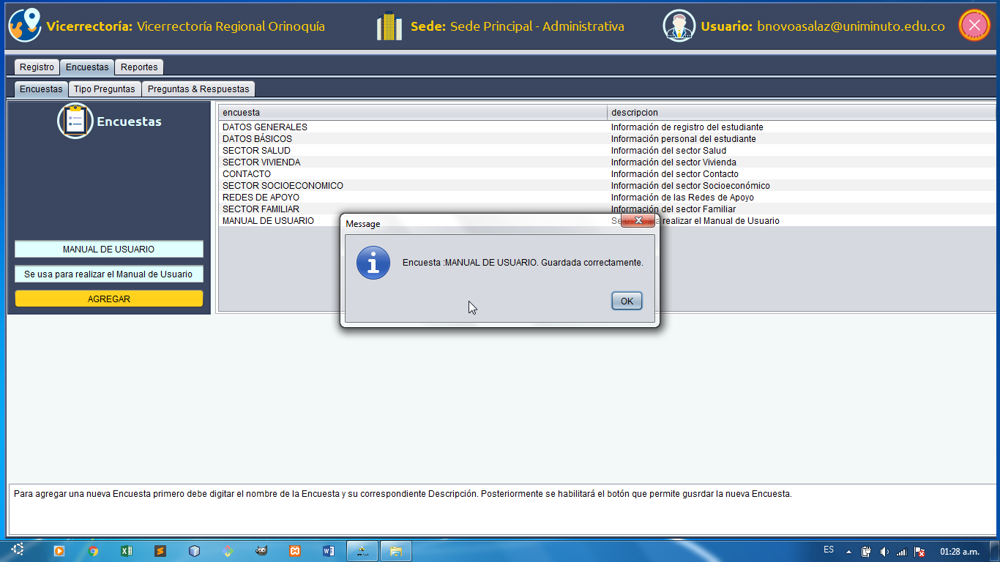 Vicerrectoría: Vicerrectoría Regional Orinoquía
Sede: Sede Principal - Administrativa
Usuario: bnovoasalaz@uniminuto.edu.co
Registro Encuestas Reportes
Encuestas Tipo Preguntas Preguntas & Respuestas
Encuestas
MANUAL DE USUARIO
Se usa para realizar el Manual de Usuario
AGREGAR
encuesta descripcion
DATOS GENERALES Información de registro del estudiante
DATOS BÁSICOS Información personal del estudiante
SECTOR SALUD Información del sector Salud
SECTOR VIVIENDA Información del sector Vivienda
CONTACTO Información del sector Contacto
SECTOR SOCIOECONOMICO Información del sector Socioeconómico
REDES DE APOYO Información de las Redes de Apoyo
SECTOR FAMILIAR Información del sector Familiar
MANUAL DE USUARIO Se usa para realizar el Manual de Usuario
Message
Encuesta :MANUAL DE USUARIO. Guardada correctamente.
OK
Para agregar una nueva Encuesta primero debe digitar el nombre de la Encuesta y su correspondiente Descripción. Posteriormente se habilitará el botón que permite gusrdar la nueva Encuesta.
ES 01:28 a.m.